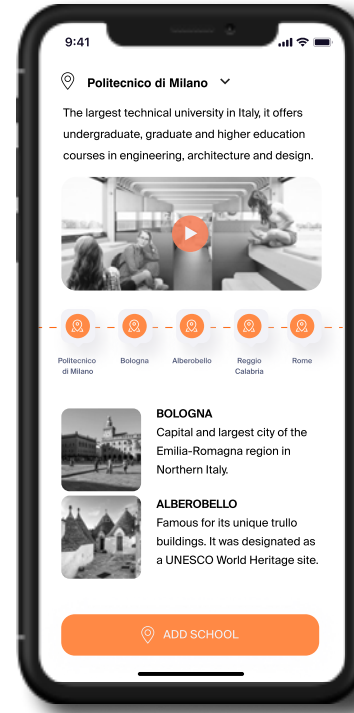 9:41
Politecnico di Milano
The largest technical university in Italy, it offers
undergraduate, graduate and higher education
courses in engineering, architecture and design.
Politecnico
di Milano
Bologna
Alberobello
Reggio
Calabria
Rome
BOLOGNA
Capital and largest city of the
Emilia-Romagna region in
Northern Italy.
ALBEROBELLO
Famous for its unique trullo
buildings. It was designated as
a UNESCO World Heritage site.
ADD SCHOOL